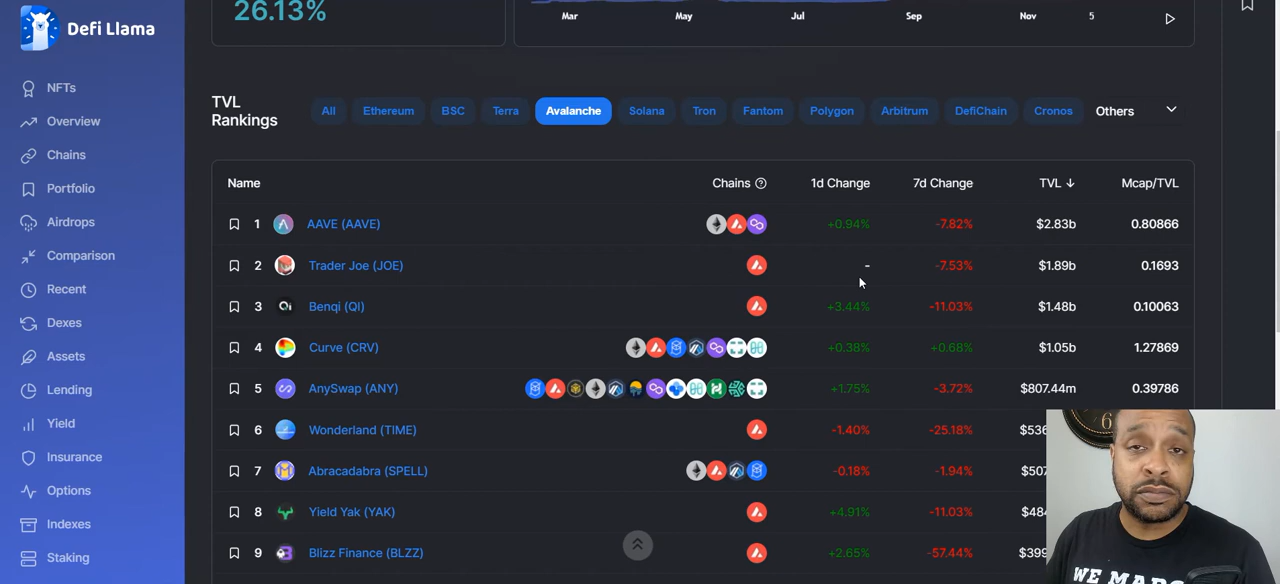 26.13%
Mar May Jul Sep Nov 5
Defi Llama
NFTs
Overview
Chains
Portfolio
Airdrops
Comparison
Recent
Dexes
Assets
Lending
Yield
Insurance
Options
Indexes
Staking
TVL
Rankings
All Ethereum BSC Terra Avalanche Solana Tron Fantom Polygon Arbitrum DefiChain Cronos Others
Name Chains 1d Change 7d Change TVL Mcap/TVL
1 AAVE (AAVE) +0.94% -7.82% $2.83b 0.80866
2 Trader Joe (JOE) - -7.53% $1.89b 0.1693
3 Benqi (QI) +3.44% -11.03% $1.48b 0.10063
4 Curve (CRV) +0.38% +0.68% $1.05b 1.27869
5 AnySwap (ANY) +1.75% -3.72% $807.44m 0.39786
6 Wonderland (TIME) -1.40% -25.18% $536
7 Abracadabra (SPELL) -0.18% -1.94% $507
8 Yield Yak (YAK) +4.91% -11.03% $484
9 Blizz Finance (BLZZ) +2.65% -57.44% $399
6
WE